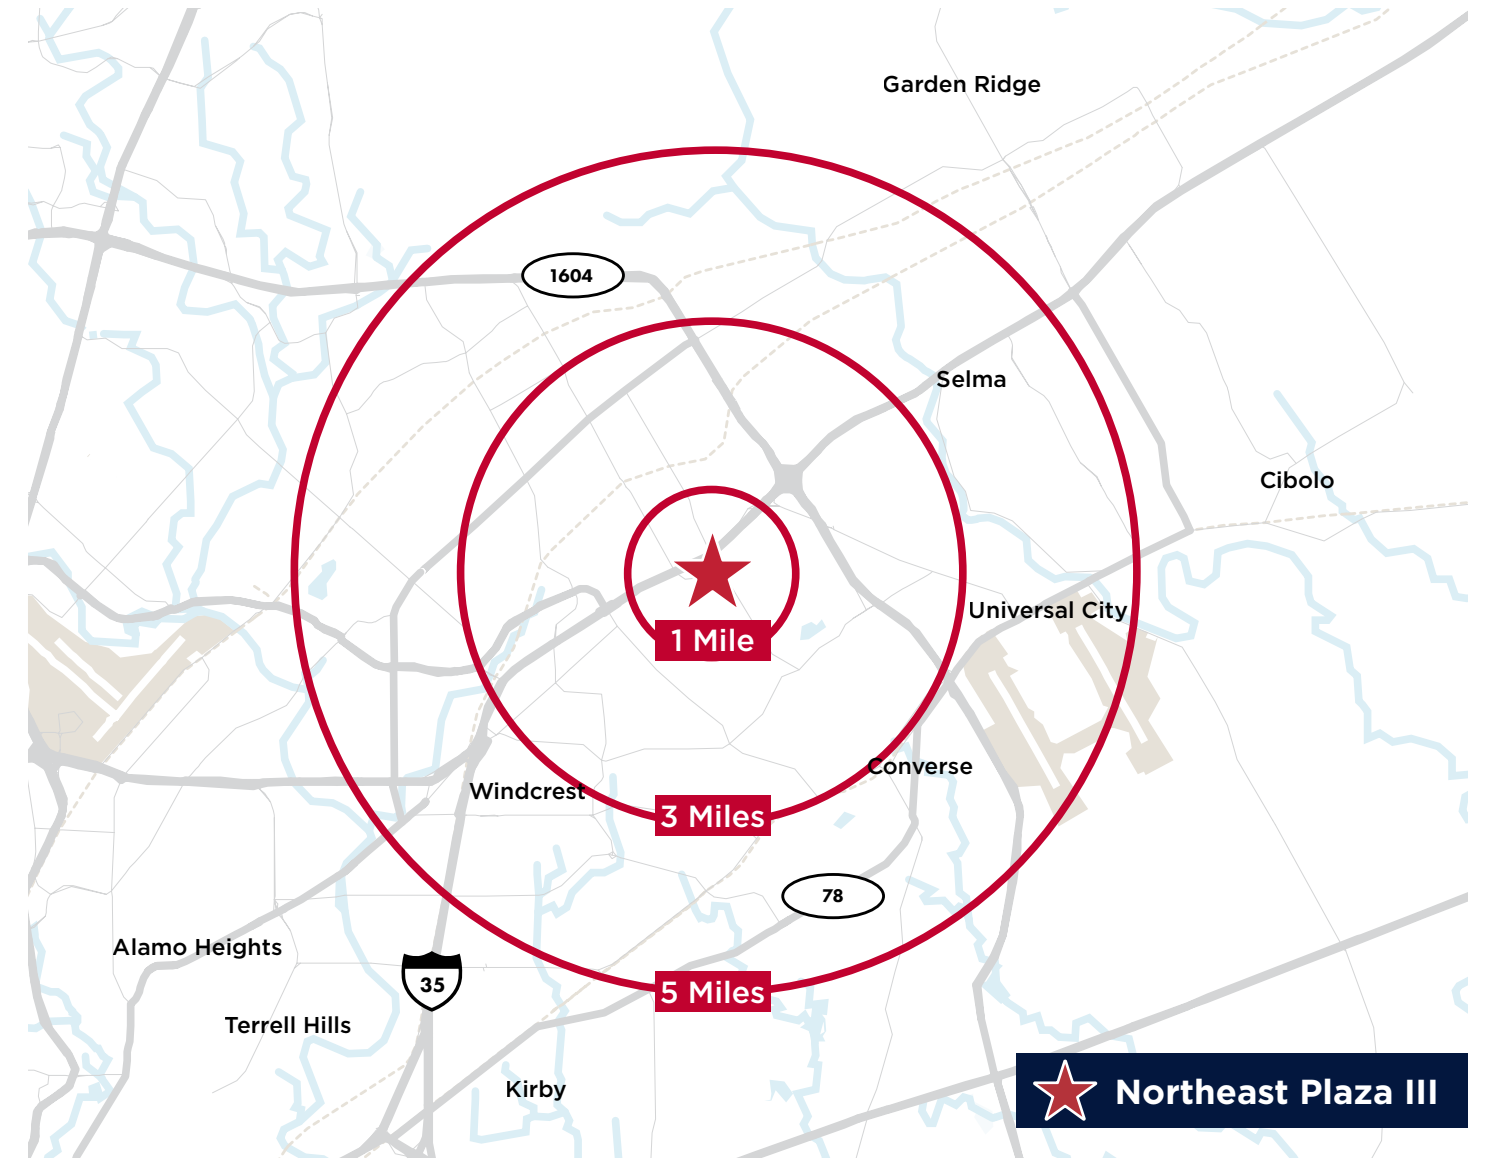 Garden Ridge
1604
Selma
Cibolo
Universal City
1 Mile
Converse
Windcrest
3 Miles
78
Alamo Heights
35
5 Miles
Terrell Hills
Kirby
Northeast Plaza III